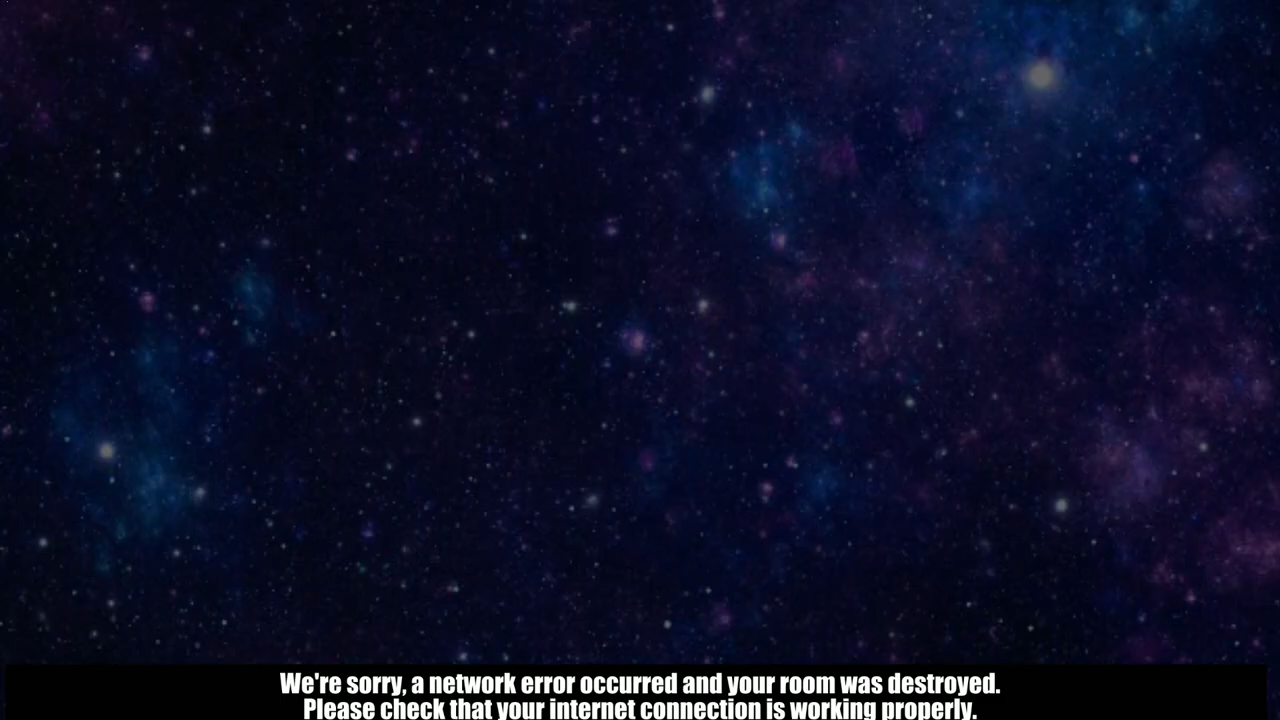 We're sorry, a network error occurred and your room was destroyed.
Please check that your internet connection is working properly.